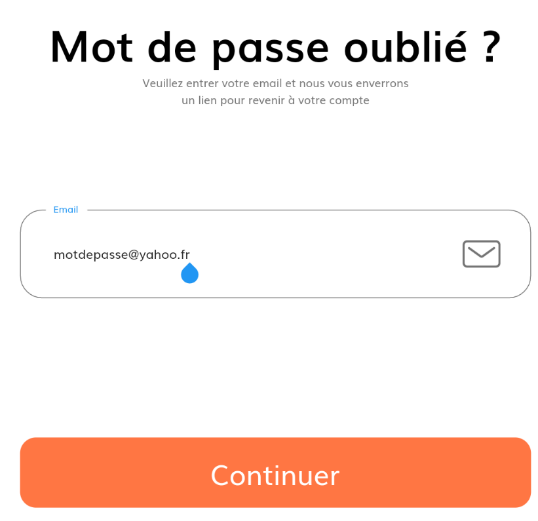 Mot de passe oublié ?
Veuillez entrer votre email et nous vous enverrons
un lien pour revenir à votre compte
Email
motdepasse@yahoo.fr
Continuer